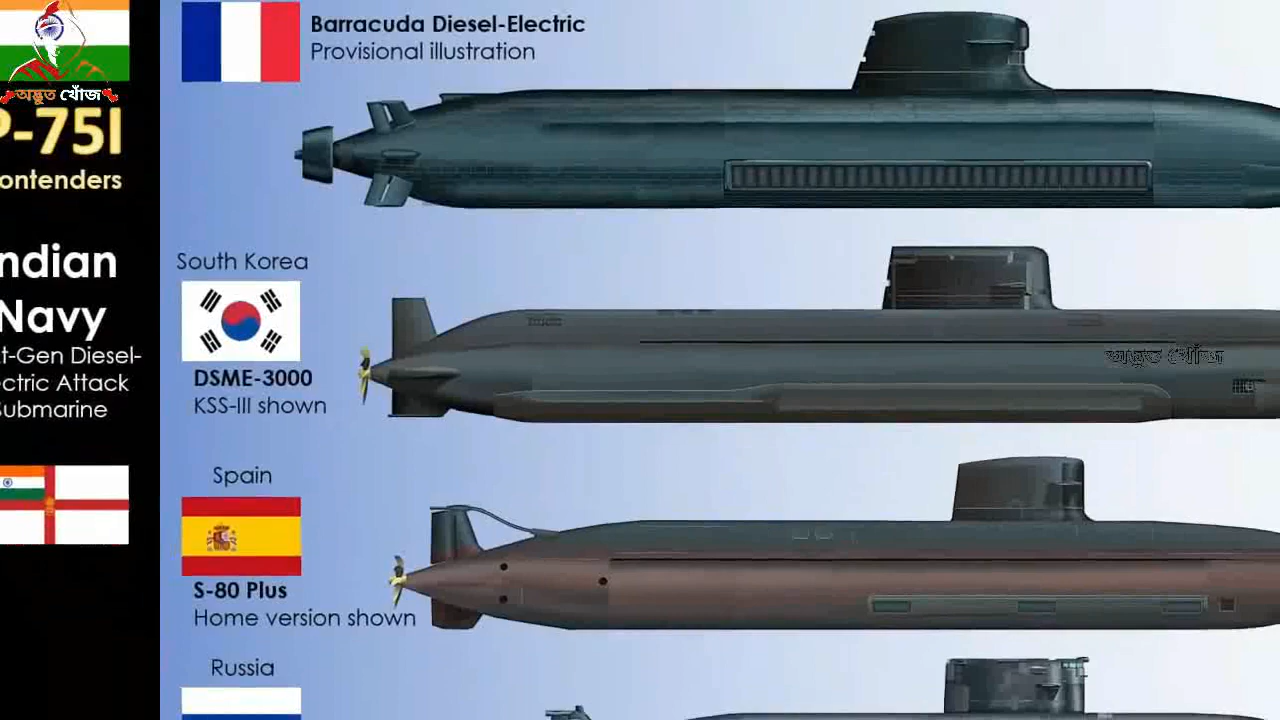 অদ্ভুত খোঁজ
P-75I
ontenders
ndian
Navy
t-Gen Diesel-
ctric Attack
Submarine
Barracuda Diesel-Electric
Provisional illustration
South Korea
DSME-3000
KSS-III shown
অদ্ভুত খোঁজ
Spain
S-80 Plus
Home version shown
Russia